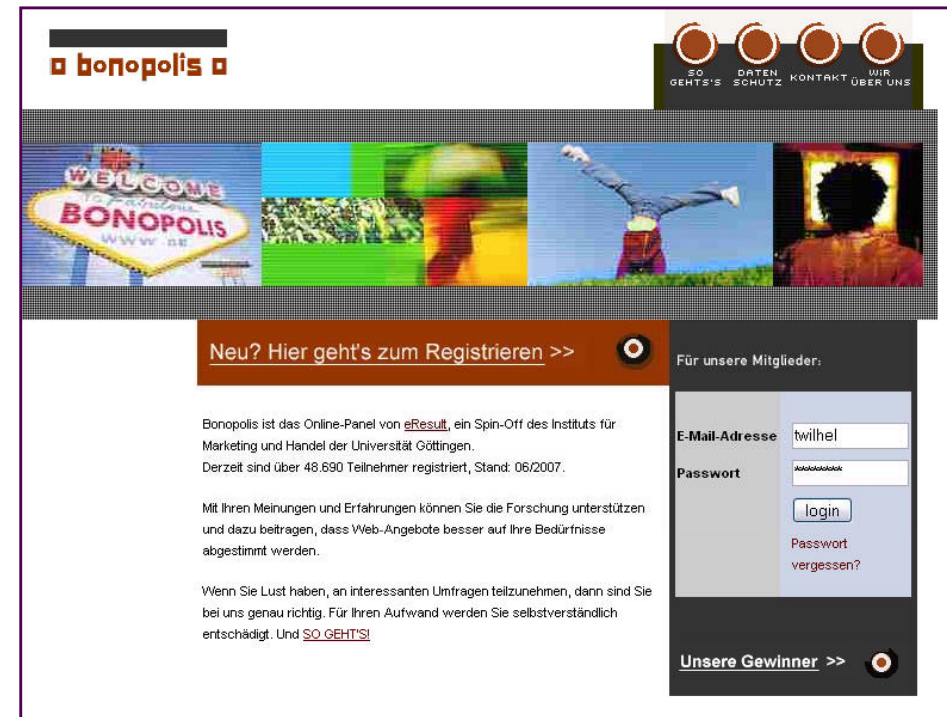 bonopolis
SO GEHTS'S
DATEN SCHUTZ
KONTAKT
WIR ÜBER UNS
WELCOME
To Fabulous
BONOPOLIS
www
Neu? Hier geht's zum Registrieren >>
Für unsere Mitglieder:
Bonopolis ist das Online-Panel von eResult, ein Spin-Off des Instituts für
Marketing und Handel der Universität Göttingen.
Derzeit sind über 48.690 Teilnehmer registriert, Stand: 06/2007.
Mit Ihren Meinungen und Erfahrungen können Sie die Forschung unterstützen
und dazu beitragen, dass Web-Angebote besser auf Ihre Bedürfnisse
abgestimmt werden.
Wenn Sie Lust haben, an interessanten Umfragen teilzunehmen, dann sind Sie
bei uns genau richtig. Für Ihren Aufwand werden Sie selbstverständlich
entschädigt. Und SO GEHT'S!
E-Mail-Adresse twilhel
Passwort *********
login
Passwort
vergessen?
Unsere Gewinner >>